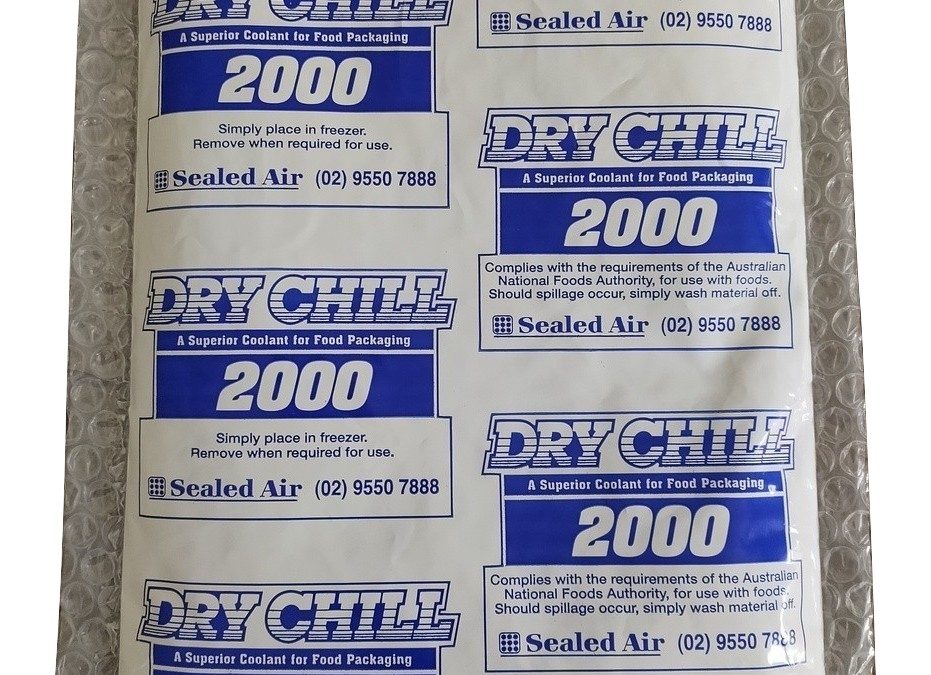 DRY CHILL
A Superior Coolant for Food Packaging
2000
Simply place in freezer.
Remove when required for use.
Sealed Air (02) 9550 7888
DRY CHILL
A Superior Coolant for Food Packaging
2000
Simply place in freezer.
Remove when required for use.
Sealed Air (02) 9550 7888
DRY CHILL
A Superior Coolant for Food Packaging
Sealed Air (02) 9550 7888
DRY CHILL
A Superior Coolant for Food Packaging
2000
Complies with the requirements of the Australian
National Foods Authority, for use with foods.
Should spillage occur, simply wash material off.
Sealed Air (02) 9550 7888
DRY CHILL
A Superior Coolant for Food Packaging
2000
Complies with the requirements of the Australian
National Foods Authority, for use with foods.
Should spillage occur, simply wash material off.
Sealed Air (02) 9550 7888